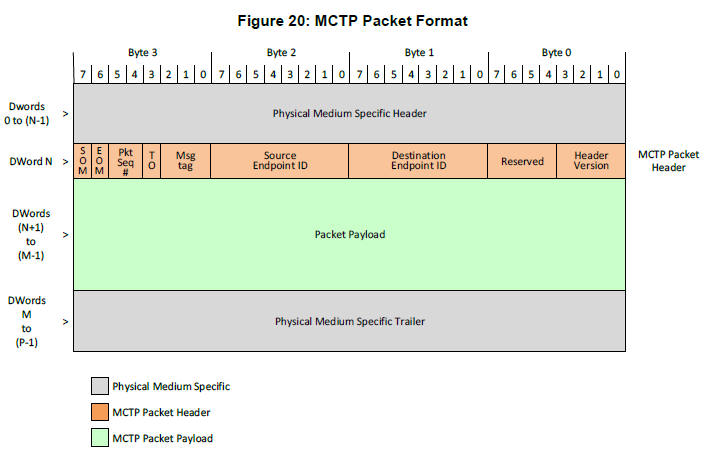 Figure 20: MCTP Packet Format
Byte 3 Byte 2 Byte 1 Byte 0
7 6 5 4 3 2 1 0 7 6 5 4 3 2 1 0 7 6 5 4 3 2 1 0 7 6 5 4 3 2 1 0
Dwords
0 to (N-1)
>
Physical Medium Specific Header
DWord N >
SOM
EOM
Pkt
Seq
#
TO
Msg
tag
Source
Endpoint ID
Destination
Endpoint ID
Reserved
Header
Version
MCTP Packet
Header
DWords
(N+1)
to
(M-1)
>
Packet Payload
DWords
M
to
(P-1)
>
Physical Medium Specific Trailer
Physical Medium Specific
MCTP Packet Header
MCTP Packet Payload